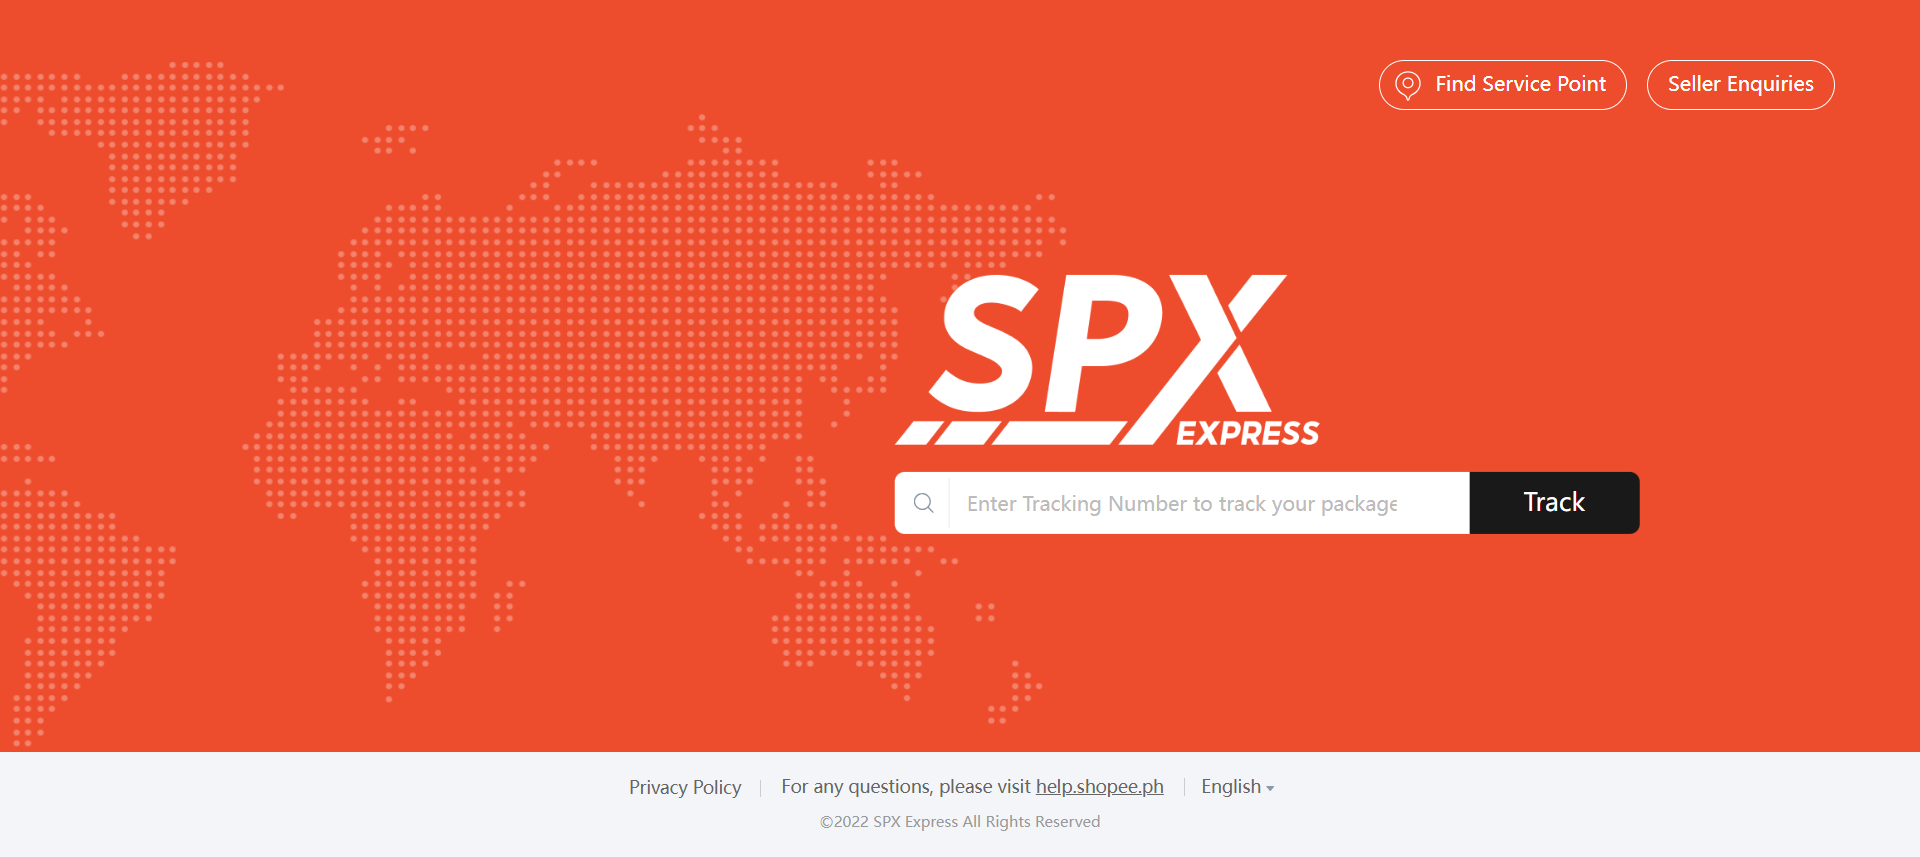 Find Service Point
Seller Enquiries
SPX
EXPRESS
Enter Tracking Number to track your package
Track
Privacy Policy
For any questions, please visit help.shopee.ph
English
©2022 SPX Express All Rights Reserved